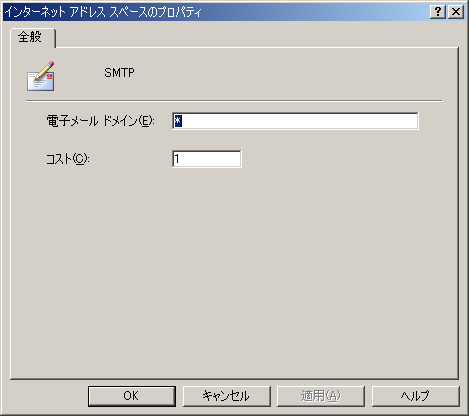 インターネット アドレス スペースのプロパティ
全般
SMTP
電子メール ドメイン(E): *
コスト(C): 1
OK キャンセル 適用(A) ヘルプ